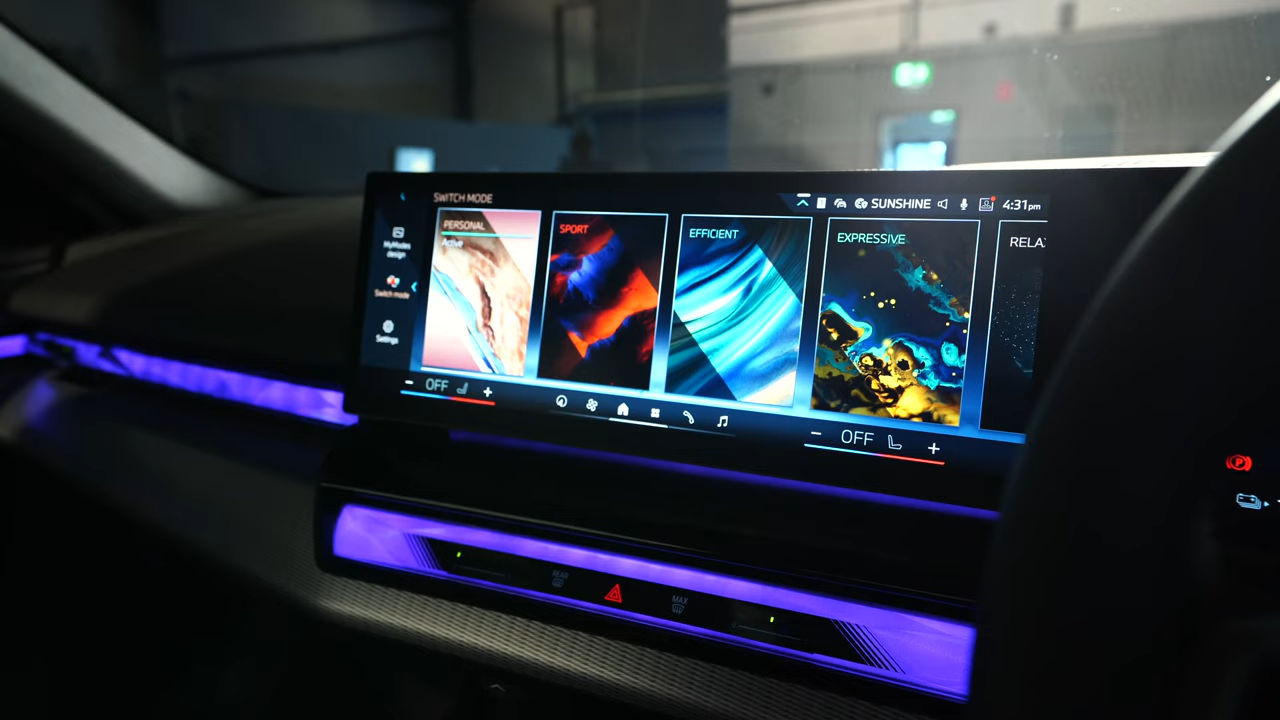 SWITCH MODE
SUNSHINE
4:31pm
PERSONAL
Active
SPORT
EFFICIENT
EXPRESSIVE
RELAX
MyModes
design
Switch mode
Settings
- OFF +
- OFF +
REAR
MAX
P